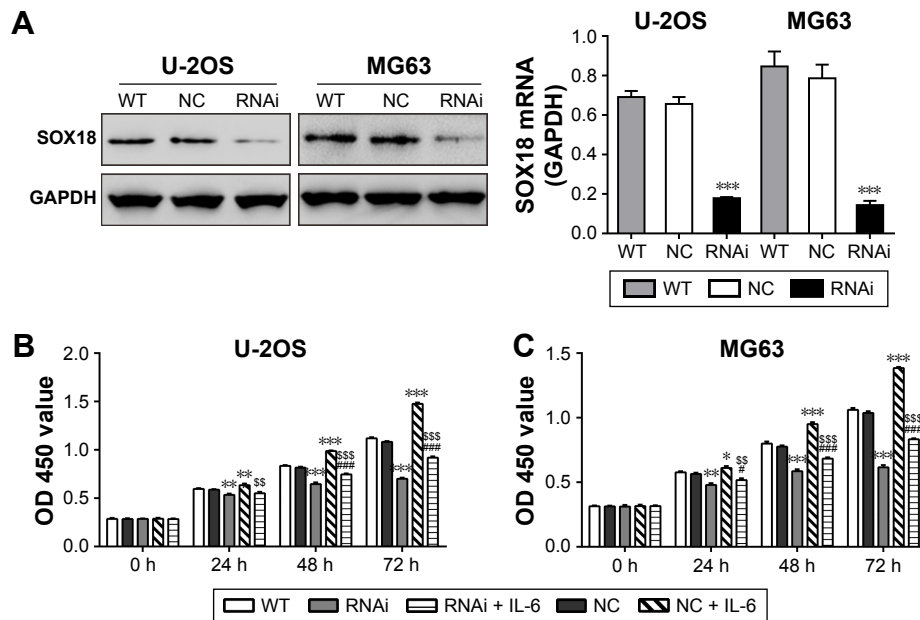 A
U-2OS MG63
WT NC RNAi WT NC RNAi
SOX18
GAPDH
U-2OS MG63
SOX18 mRNA
(GAPDH)
1.0
0.8
0.6
0.4
0.2
0.0
*** ***
WT NC RNAi WT NC RNAi
WT NC RNAi
B
U-2OS
OD 450 value
2.0
1.5
1.0
0.5
0.0
** ** $$
*** *** $$$
###
*** *** $$$
###
0 h 24 h 48 h 72 h
C
MG63
OD 450 value
1.5
1.0
0.5
0.0
** * $$
#
*** *** $$$
###
*** *** $$$
###
0 h 24 h 48 h 72 h
WT RNAi RNAi + IL-6 NC NC + IL-6